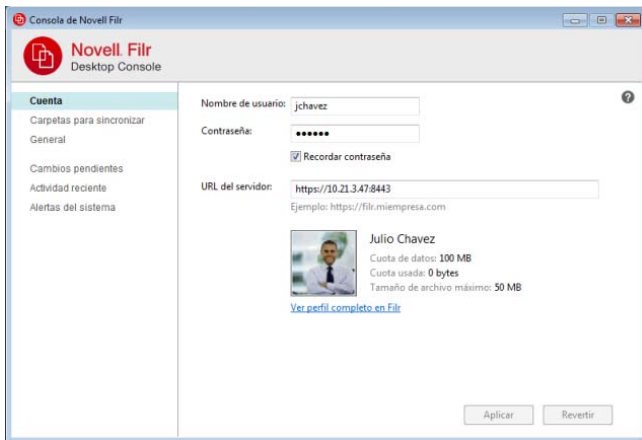 Consola de Novell Filr
Novell. Filr
Desktop Console
Cuenta
Carpetas para sincronizar
General
Cambios pendientes
Actividad reciente
Alertas del sistema
Nombre de usuario: jchavez
Contraseña: ••••••
Recordar contraseña
URL del servidor: https://10.21.3.47:8443
Ejemplo: https://filr.miempresa.com
Julio Chavez
Cuota de datos: 100 MB
Cuota usada: 0 bytes
Tamaño de archivo máximo: 50 MB
Ver perfil completo en Filr
Aplicar Revertir